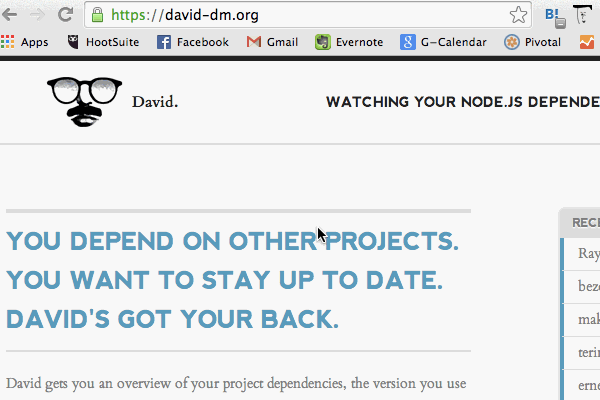 https://david-dm.org
B!
Apps HootSuite Facebook Gmail Evernote G-Calendar Pivotal
David.
WATCHING YOUR NODE.JS DEPENDE
YOU DEPEND ON OTHER PROJECTS.
YOU WANT TO STAY UP TO DATE.
DAVID'S GOT YOUR BACK.
David gets you an overview of your project dependencies, the version you use
RECE
Ray
beze
mak
terin
erne